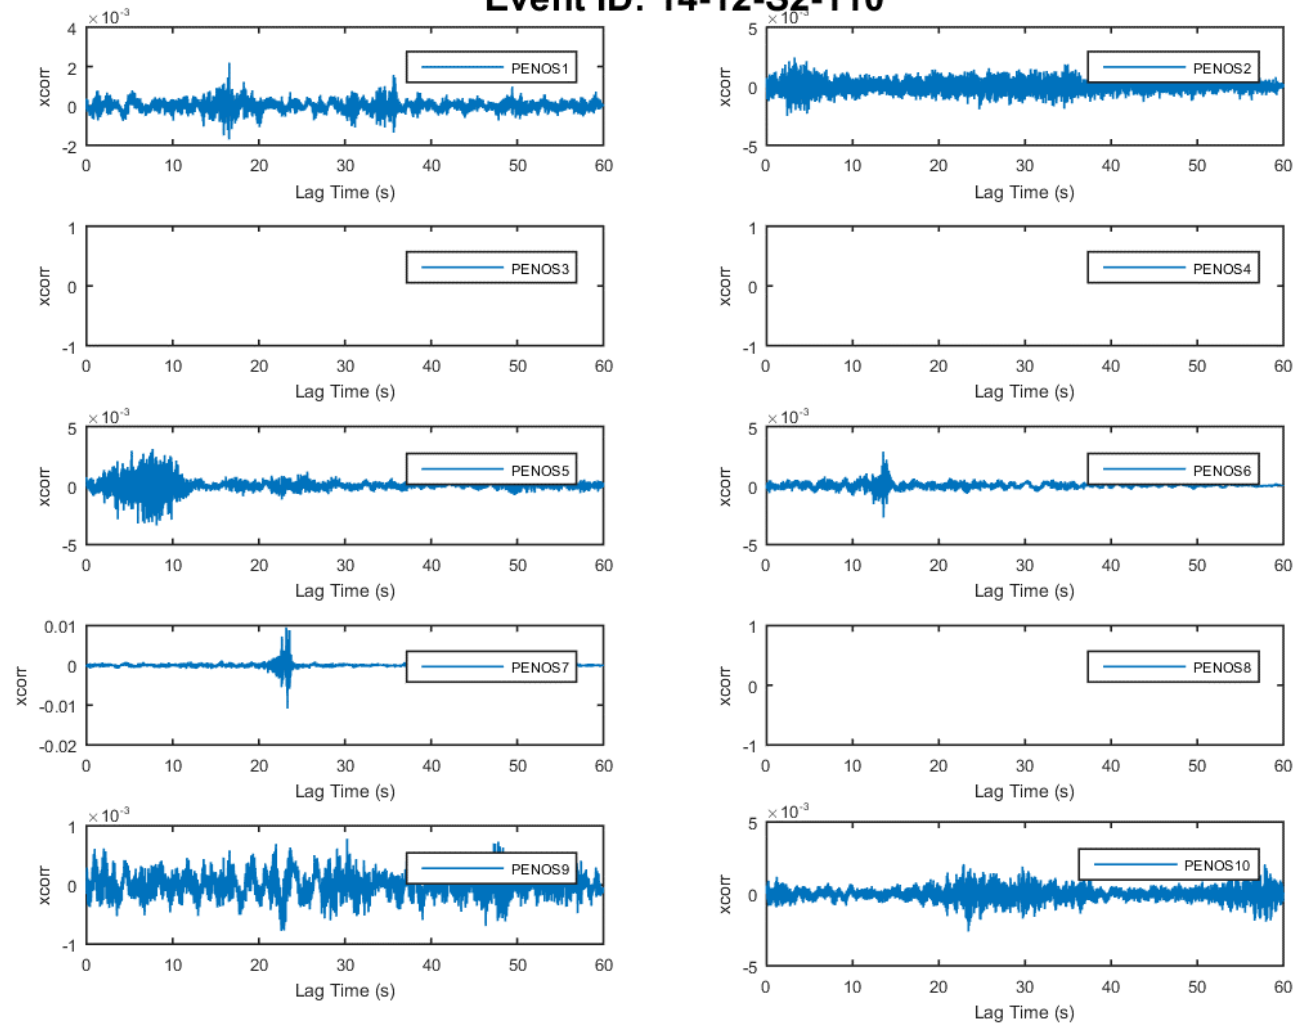 Event ID: 14-12-S2-110
×10-3
4
2
0
-2
xcorr
PENOS1
0 10 20 30 40 50 60
Lag Time (s)
×10-3
5
0
-5
xcorr
PENOS2
0 10 20 30 40 50 60
Lag Time (s)
1
0
-1
xcorr
PENOS3
0 10 20 30 40 50 60
Lag Time (s)
1
0
-1
xcorr
PENOS4
0 10 20 30 40 50 60
Lag Time (s)
×10-3
5
0
-5
xcorr
PENOS5
0 10 20 30 40 50 60
Lag Time (s)
×10-3
5
0
-5
xcorr
PENOS6
0 10 20 30 40 50 60
Lag Time (s)
0.01
0
-0.01
-0.02
xcorr
PENOS7
0 10 20 30 40 50 60
Lag Time (s)
1
0
-1
xcorr
PENOS8
0 10 20 30 40 50 60
Lag Time (s)
×10-3
1
0
-1
xcorr
PENOS9
0 10 20 30 40 50 60
Lag Time (s)
×10-3
5
0
-5
xcorr
PENOS10
0 10 20 30 40 50 60
Lag Time (s)